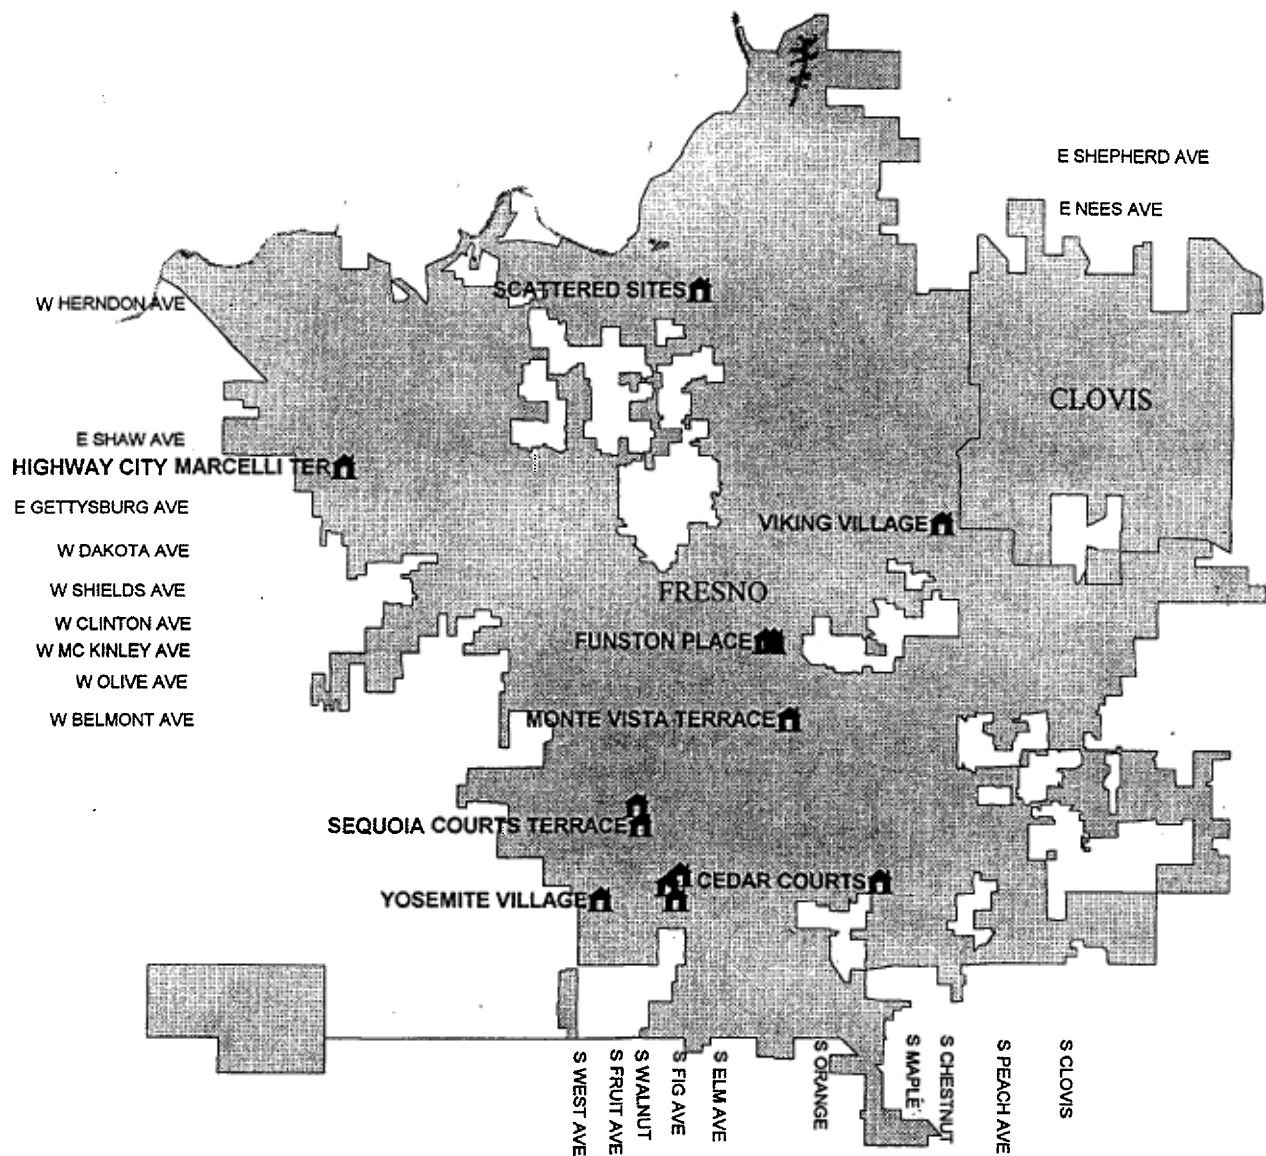 E SHEPHERD AVE
E NEES AVE
SCATTERED SITES
W HERNDON AVE
CLOVIS
E SHAW AVE
HIGHWAY CITY MARCELLI TER
E GETTYSBURG AVE
VIKING VILLAGE
W DAKOTA AVE
W SHIELDS AVE
FRESNO
W CLINTON AVE
FUNSTON PLACE
W MC KINLEY AVE
W OLIVE AVE
W BELMONT AVE
MONTE VISTA TERRACE
SEQUOIA COURTS TERRACE
CEDAR COURTS
YOSEMITE VILLAGE
S WEST AVE
S FRUIT AVE
S WALNUT
S FIG AVE
S ELM AVE
S ORANGE
S MAPLE
S CHESTNUT
S PEACH AVE
S CLOVIS